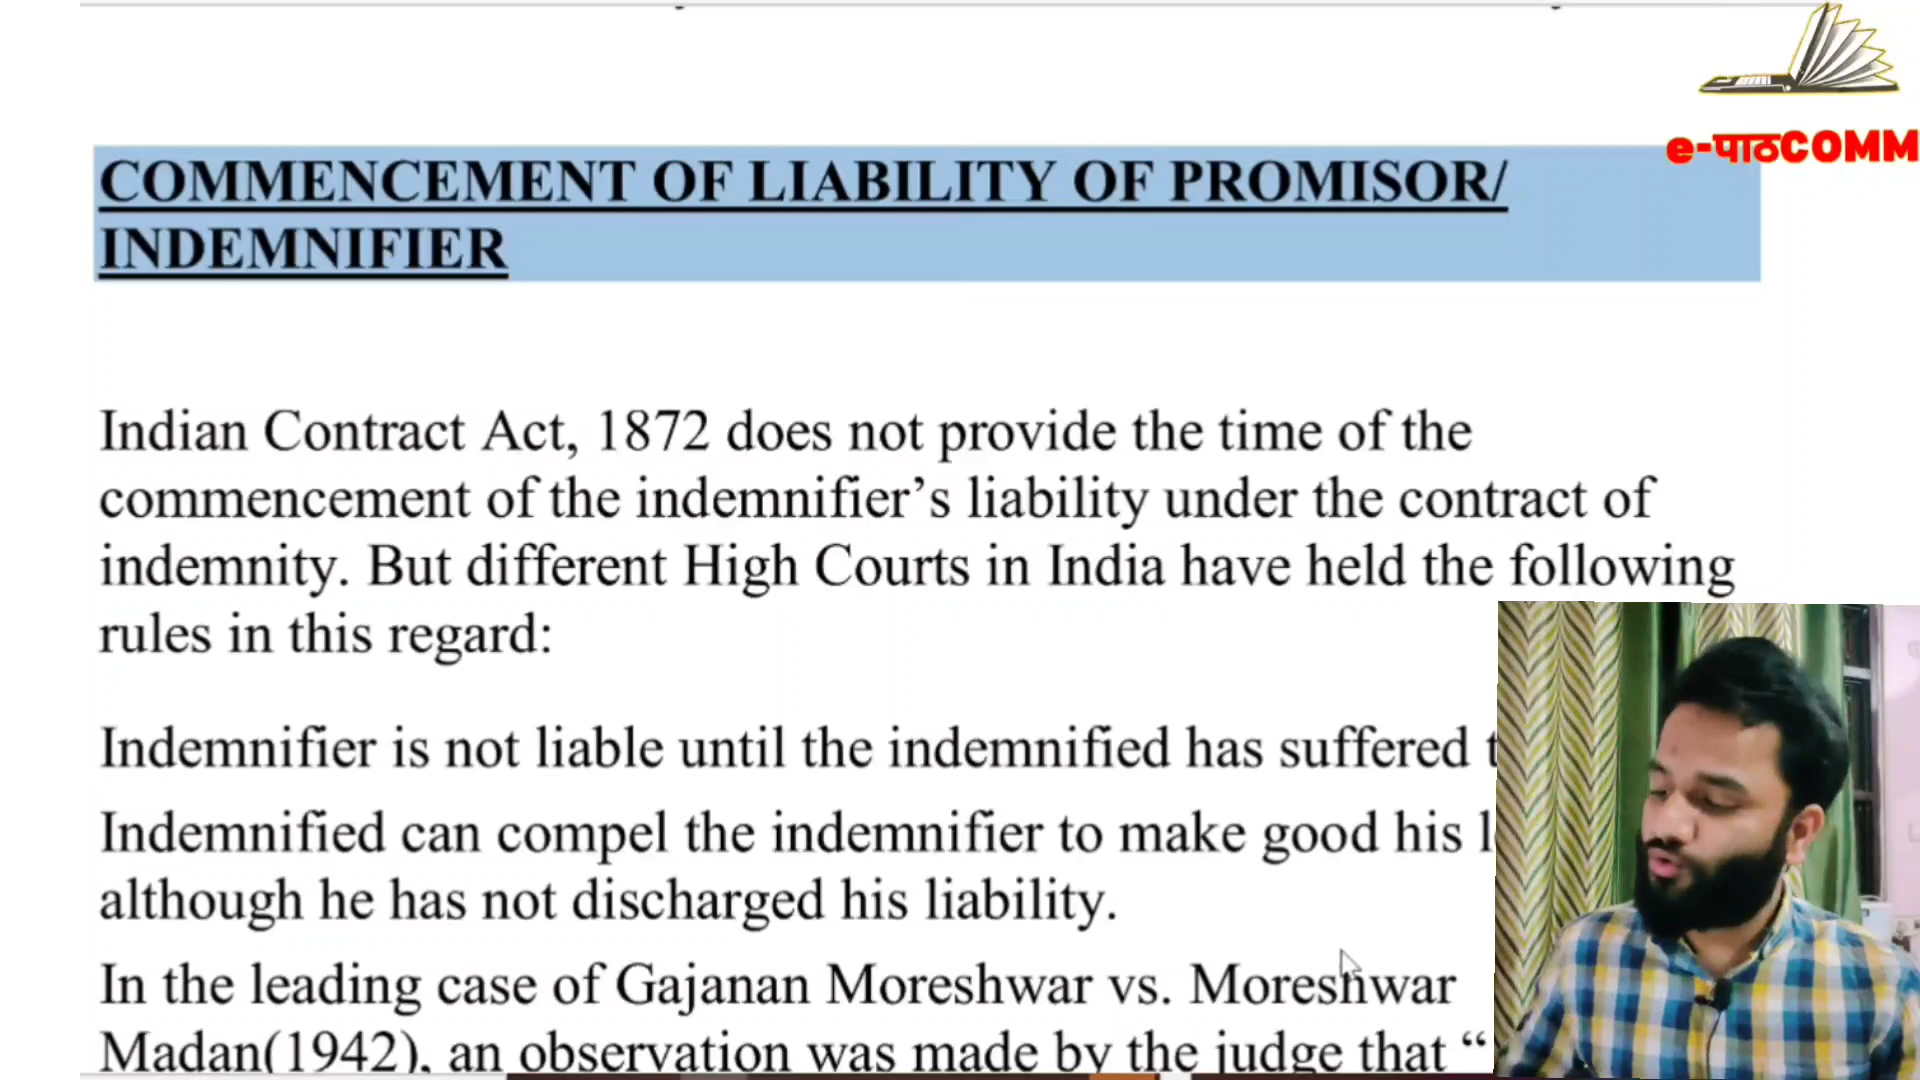 e-पाठCOMM
COMMENCEMENT OF LIABILITY OF PROMISOR/
INDEMNIFIER
Indian Contract Act, 1872 does not provide the time of the
commencement of the indemnifier’s liability under the contract of
indemnity. But different High Courts in India have held the following
rules in this regard:
Indemnifier is not liable until the indemnified has suffered
Indemnified can compel the indemnifier to make good his
although he has not discharged his liability.
In the leading case of Gajanan Moreshwar vs. Moreshwar
Madan(1942), an observation was made by the judge that “